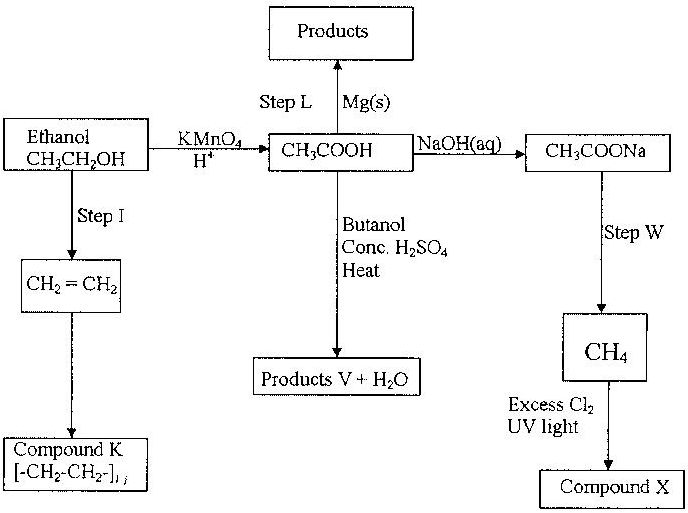 Products
Step L
Mg(s)
Ethanol
CH₃CH₂OH
KMnO₄
H⁺
CH₃COOH
NaOH(aq)
CH₃COONa
Step I
Butanol
Conc. H₂SO₄
Heat
Step W
CH₂ = CH₂
CH₄
Products V + H₂O
Excess Cl₂
UV light
Compound K
[-CH₂-CH₂-]
Compound X